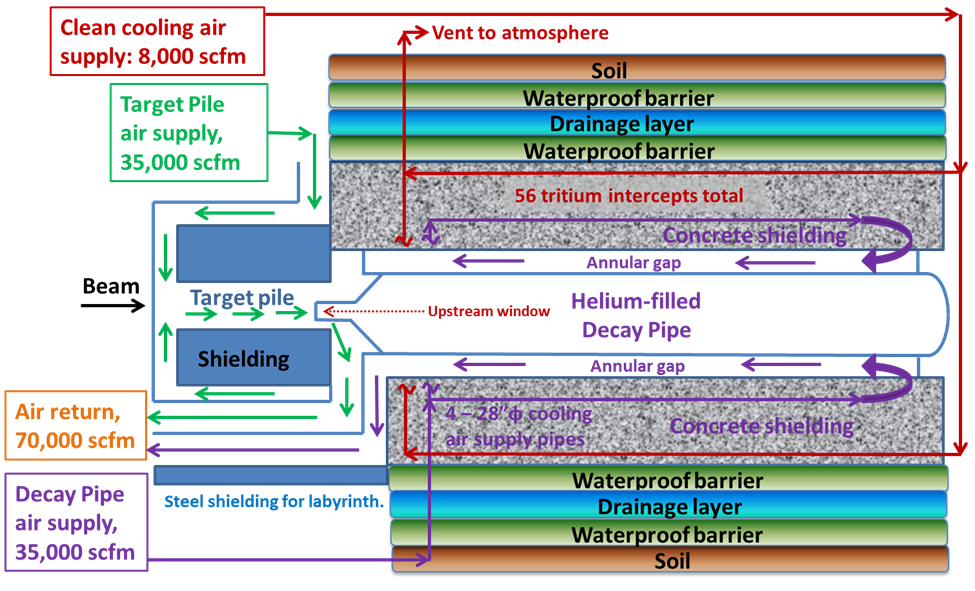 Clean cooling air
supply: 8,000 scfm
Vent to atmosphere
Target Pile
air supply,
35,000 scfm
Soil
Waterproof barrier
Drainage layer
Waterproof barrier
56 tritium intercepts total
Concrete shielding
Annular gap
Beam
Target pile
Upstream window
Helium-filled
Decay Pipe
Shielding
Annular gap
Air return,
70,000 scfm
4 – 28”ϕ cooling
air supply pipes
Concrete shielding
Steel shielding for labyrinth.
Decay Pipe
air supply,
35,000 scfm
Waterproof barrier
Drainage layer
Waterproof barrier
Soil